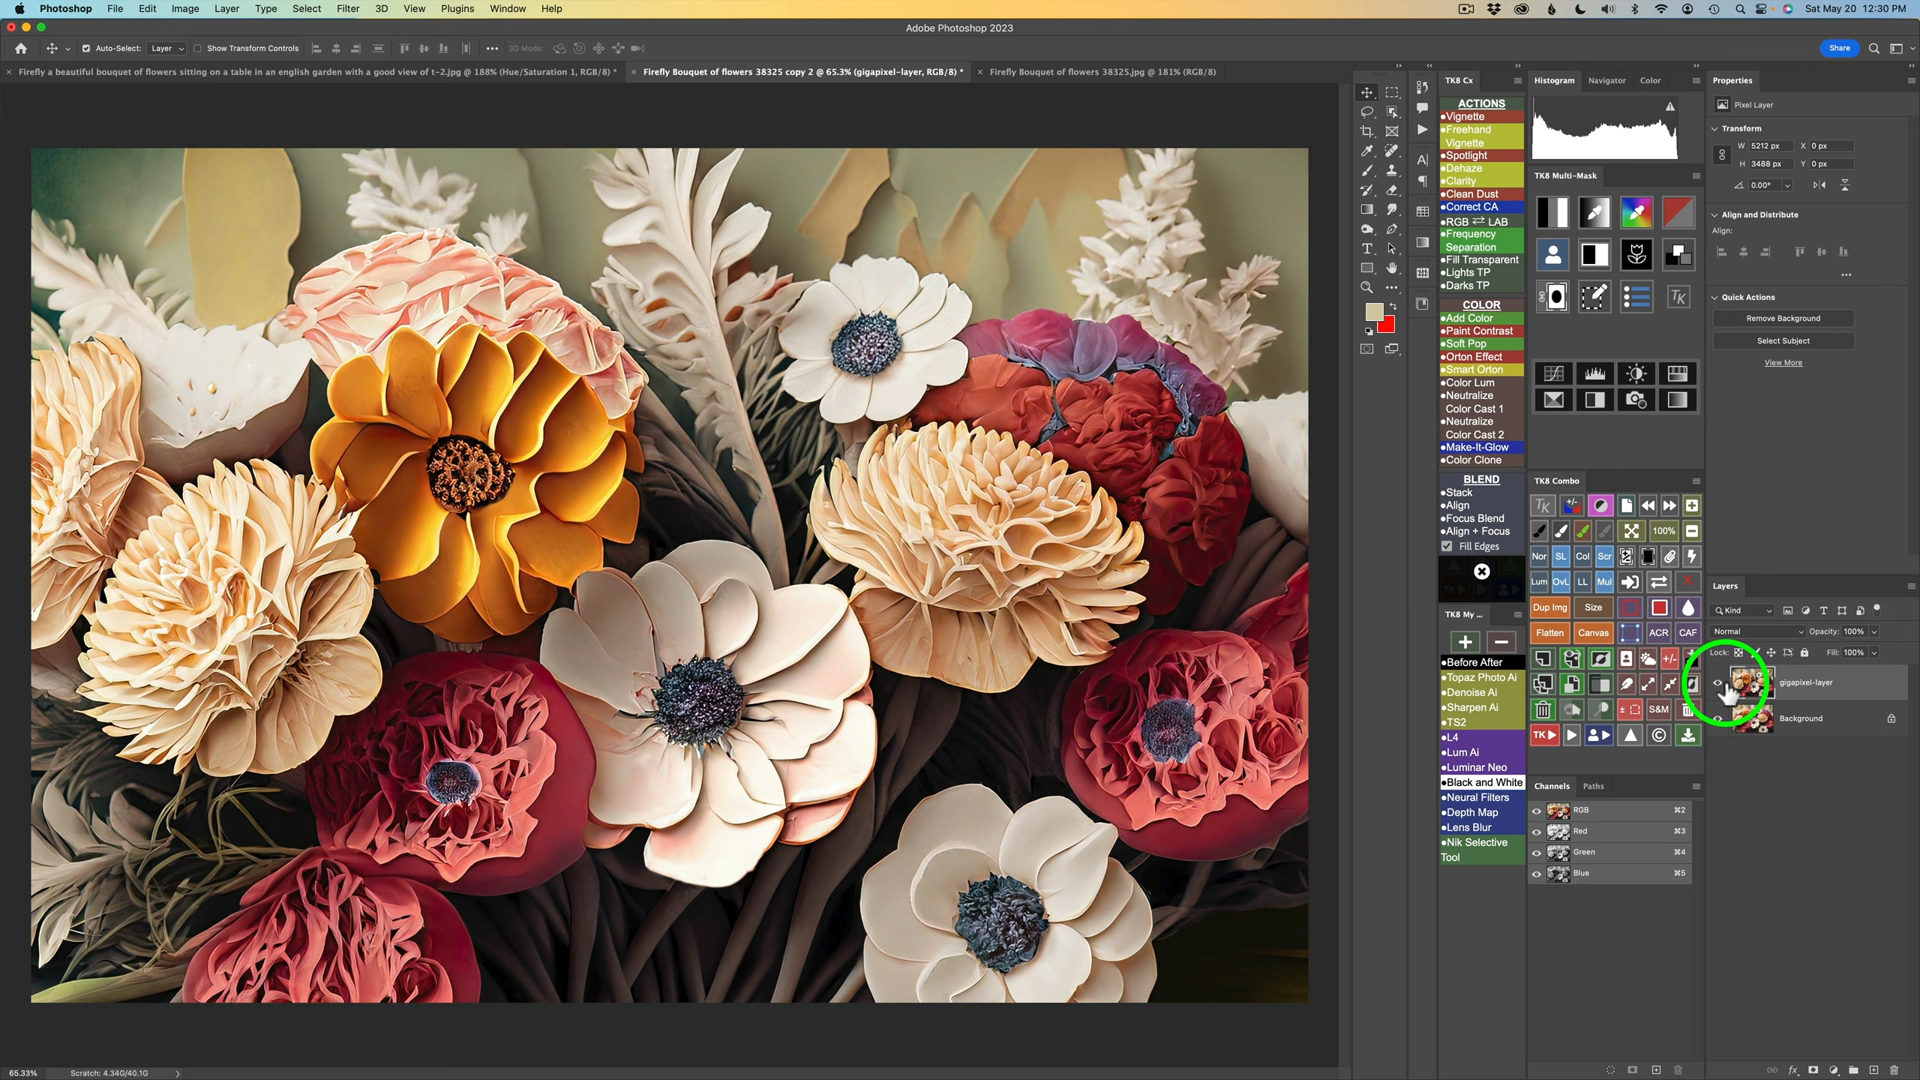 Photoshop File Edit Image Layer Type Select Filter 3D View Plugins Window Help
Sat May 20 12:30 PM
Adobe Photoshop 2023
Auto-Select: Layer Show Transform Controls
3D Mode:
Share
Firefly a beautiful bouquet of flowers sitting on a table in an english garden with a good view of t-2.jpg @ 188% (Hue/Saturation 1, RGB/8) *
Firefly Bouquet of flowers 38325 copy 2 @ 65.3% (gigapixel-layer, RGB/8) *
Firefly Bouquet of flowers 38325.jpg @ 181% (RGB/8)
TK8 Cx
ACTIONS
Vignette
Freehand
Vignette
Spotlight
Dehaze
Clarity
Clean Dust
Correct CA
RGB ⇄ LAB
Frequency
Separation
Fill Transparent
Lights TP
Darks TP
COLOR
Add Color
Paint Contrast
Soft Pop
Orton Effect
Smart Orton
Color Lum
Neutralize
Color Cast 1
Neutralize
Color Cast 2
Make-It-Glow
Color Clone
BLEND
Stack
Align
Focus Blend
Align + Focus
Fill Edges
TK8 My ...
Before After
Topaz Photo Ai
Denoise Ai
Sharpen Ai
TS2
L4
Lum Ai
Luminar Neo
Black and White
Neural Filters
Depth Map
Lens Blur
Nik Selective
Tool
Histogram Navigator Color
TK8 Multi-Mask
TK
TK8 Combo
TK +/-
100%
Nor SL Col Scr
Lum OvL LL Mul
Dup Img Size
Flatten Canvas ACR CAF
+/-
S&M
TK
Channels Paths
RGB ⌘2
Red ⌘3
Green ⌘4
Blue ⌘5
Properties
Pixel Layer
Transform
W 5212 px X 0 px
H 3488 px Y 0 px
0.00°
Align and Distribute
Align:
Quick Actions
Remove Background
Select Subject
View More
Layers
Kind
Normal Opacity: 100%
Lock: Fill: 100%
gigapixel-layer
Background
65.33% Scratch: 4.34G/40.1G